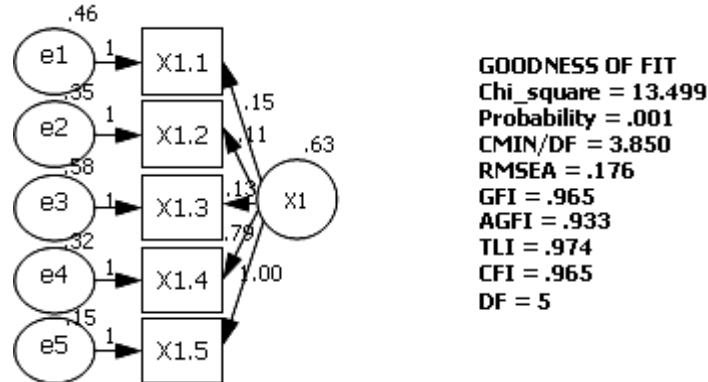 .46
e1 1 X1.1
.35
e2 1 X1.2
.58
e3 1 X1.3
.32
e4 1 X1.4
.15
e5 1 X1.5
.15
.11
.13
.79
1.00
.63
X1
GOODNESS OF FIT
Chi_square = 13.499
Probability = .001
CMIN/DF = 3.850
RMSEA = .176
GFI = .965
AGFI = .933
TLI = .974
CFI = .965
DF = 5